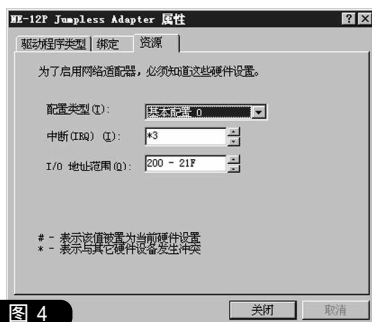 NE-12P Jumpless Adapter 属性
驱动程序类型 绑定 资源
为了启用网络适配器，必须知道这些硬件设置。
配置类型(T): 基本配置 0
中断(IRQ) (I): *3
I/O 地址范围(O): 200 - 21F
# - 表示该值被置为当前硬件设置
* - 表示与其它硬件设备发生冲突
关闭 取消
图 4